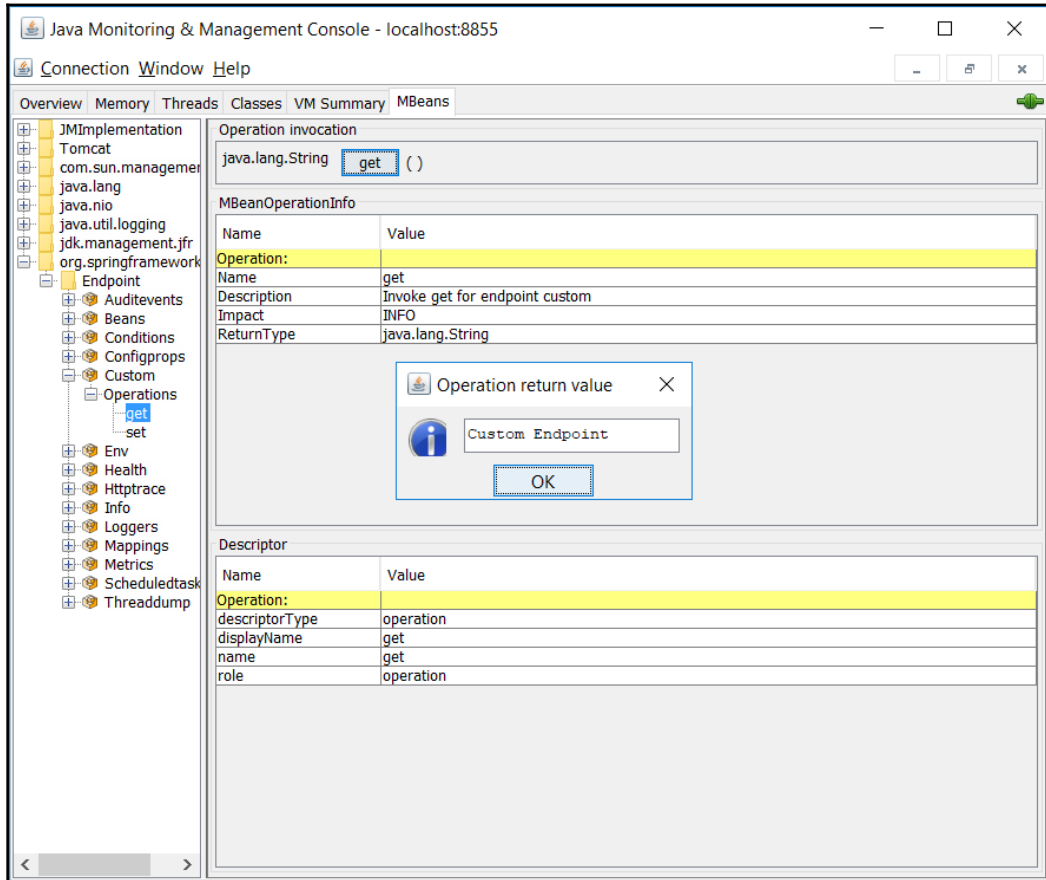 Java Monitoring & Management Console - localhost:8855
Connection Window Help
Overview Memory Threads Classes VM Summary MBeans
JMImplementation
Tomcat
com.sun.managemer
java.lang
java.nio
java.util.logging
jdk.management.jfr
org.springframework
Endpoint
Auditevents
Beans
Conditions
Configprops
Custom
Operations
get
set
Env
Health
Httptrace
Info
Loggers
Mappings
Metrics
Scheduledtask
Threaddump
Operation invocation
java.lang.String get ( )
MBeanOperationInfo
Name Value
Operation:
Name get
Description Invoke get for endpoint custom
Impact INFO
ReturnType java.lang.String
Operation return value
Custom Endpoint
OK
Descriptor
Name Value
Operation:
descriptorType operation
displayName get
name get
role operation